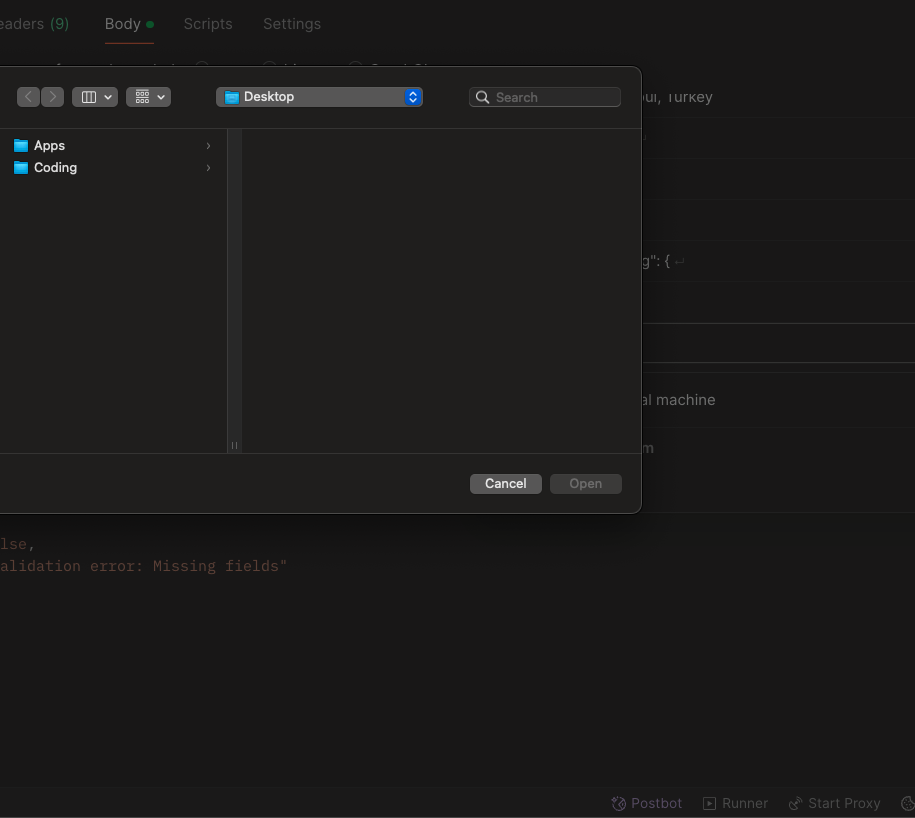 eaders (9) Body Scripts Settings
Desktop
Search
ul, Turkey
Apps
Coding
g": {
al machine
m
Cancel Open
lse,
alidation error: Missing fields"
Postbot Runner Start Proxy